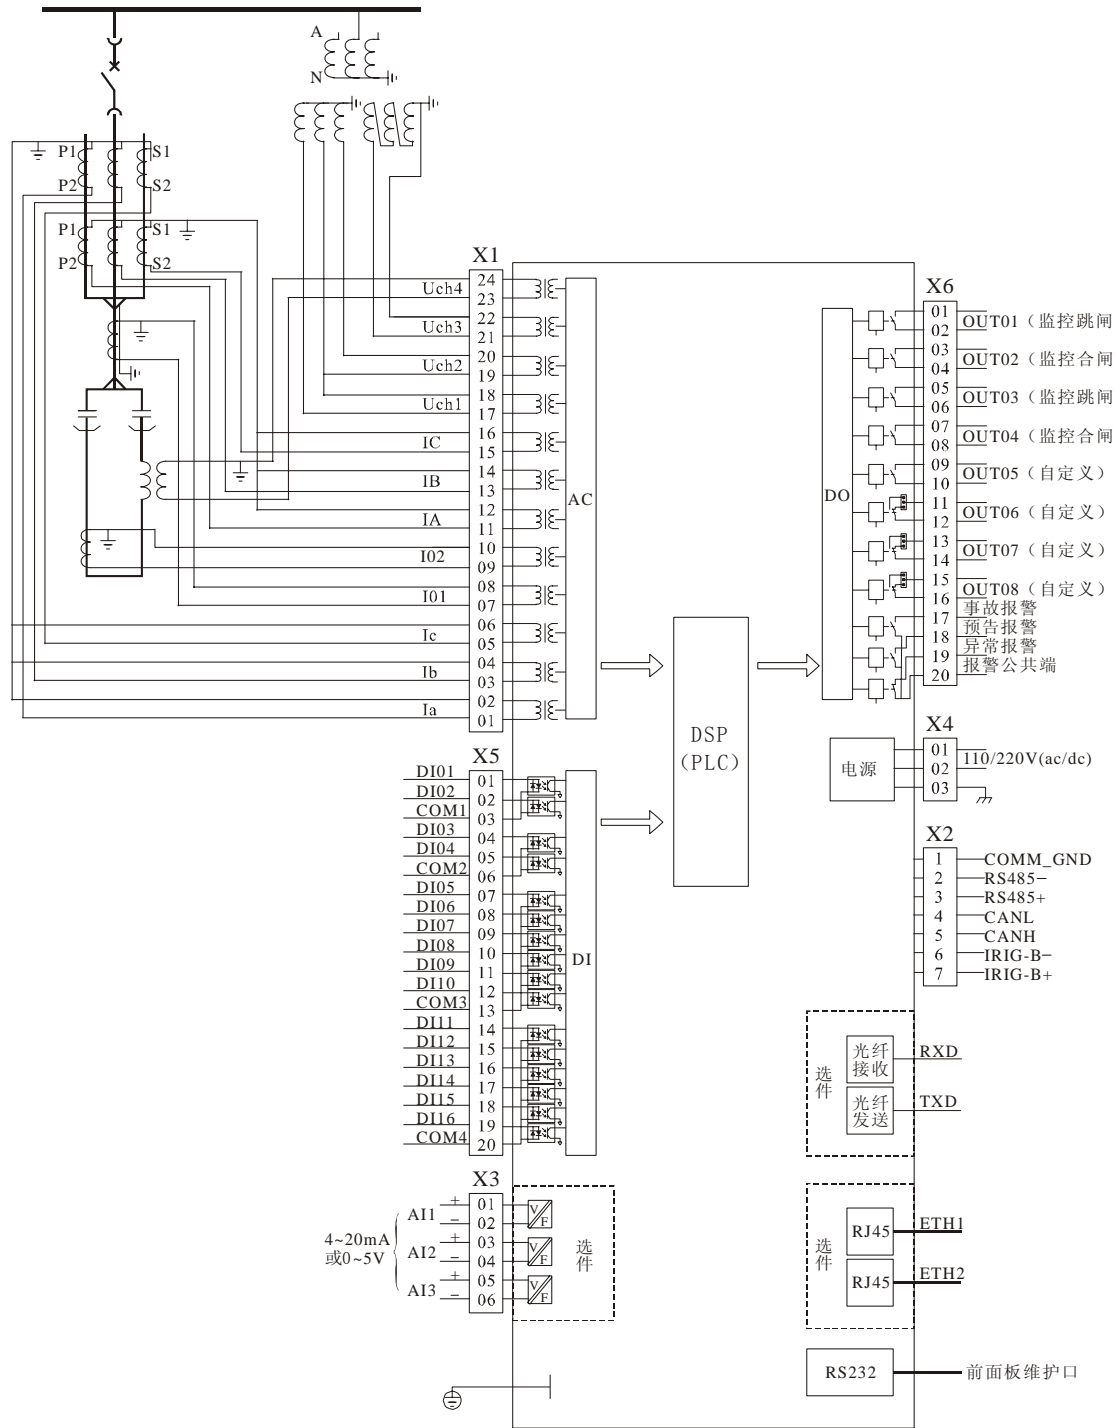 A
N
P1 S1
P2 S2
P1 S1
P2 S2
X1
24
Uch4
23
22
Uch3
21
20
Uch2
19
18
Uch1
17
16
IC
15
14
IB
13
12
IA
11
10
I02
09
08
I01
07
06
Ic
05
04
Ib
03
02
Ia
01
AC
X5
DI01 01
DI02 02
COM1 03
DI03 04
DI04 05
COM2 06
DI05 07
DI06 08
DI07 09
DI08 10
DI09 11
DI10 12
COM3 13
DI11 14
DI12 15
DI13 16
DI14 17
DI15 18
DI16 19
COM4 20
DI
X3
4~20mA
或0~5V
AI1
+ 01
− 02
AI2
+ 03
− 04
AI3
+ 05
− 06
V/F
V/F
V/F
选件
DSP
(PLC)
DO
X6
01
02
OUT01（监控跳闸
03
04
OUT02（监控合闸
05
06
OUT03（监控跳闸
07
08
OUT04（监控合闸
09
10
OUT05（自定义）
11
12
OUT06（自定义）
13
14
OUT07（自定义）
15
16
OUT08（自定义）
17 事故报警
18 预告报警
19 异常报警
20 报警公共端
X4
电源
01
02
03
110/220V(ac/dc)
X2
1 COMM_GND
2 RS485−
3 RS485+
4 CANL
5 CANH
6 IRIG-B−
7 IRIG-B+
选件
光纤
接收
RXD
光纤
发送
TXD
选件
RJ45 ETH1
RJ45 ETH2
RS232 前面板维护口